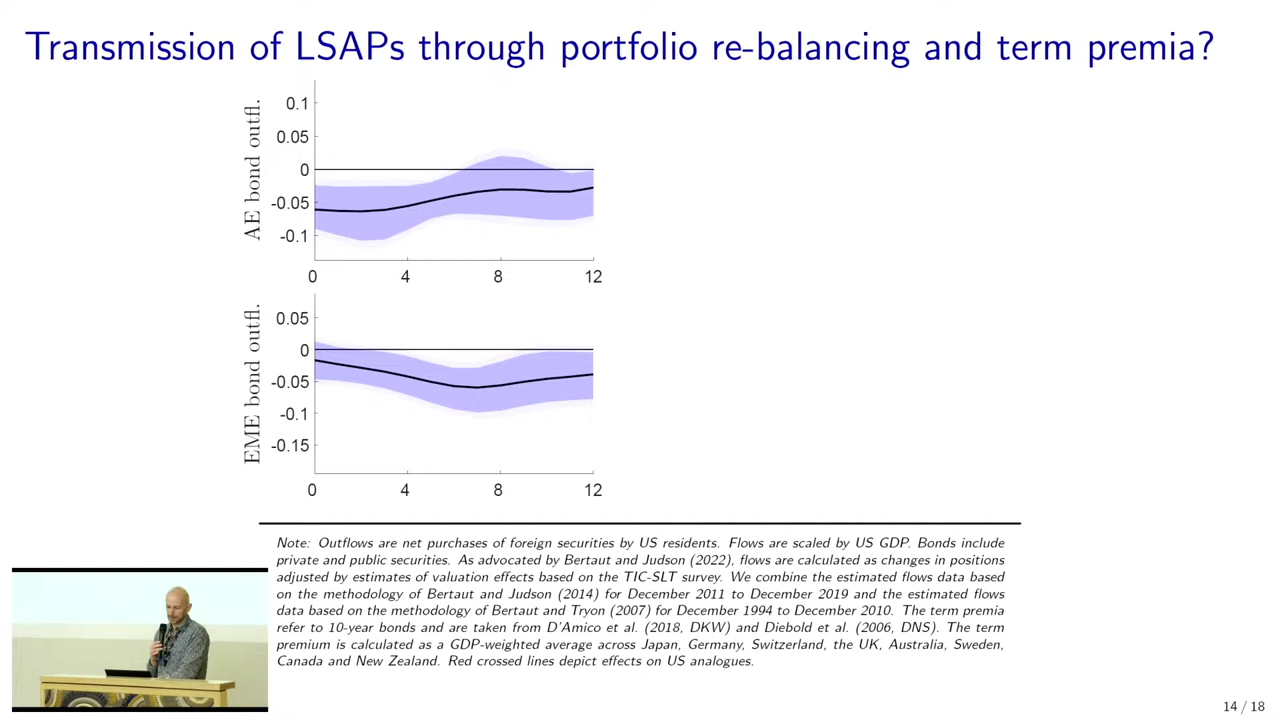 Transmission of LSAPs through portfolio re-balancing and term premia?
AE bond outfl.
0.1
0.05
0
-0.05
-0.1
0 4 8 12
EME bond outfl.
0.05
0
-0.05
-0.1
-0.15
0 4 8 12
Note: Outflows are net purchases of foreign securities by US residents. Flows are scaled by US GDP. Bonds include
private and public securities. As advocated by Bertaut and Judson (2022), flows are calculated as changes in positions
adjusted by estimates of valuation effects based on the TIC-SLT survey. We combine the estimated flows data based
on the methodology of Bertaut and Judson (2014) for December 2011 to December 2019 and the estimated flows
data based on the methodology of Bertaut and Tryon (2007) for December 1994 to December 2010. The term premia
refer to 10-year bonds and are taken from D'Amico et al. (2018, DKW) and Diebold et al. (2006, DNS). The term
premium is calculated as a GDP-weighted average across Japan, Germany, Switzerland, the UK, Australia, Sweden,
Canada and New Zealand. Red crossed lines depict effects on US analogues.
14 / 18